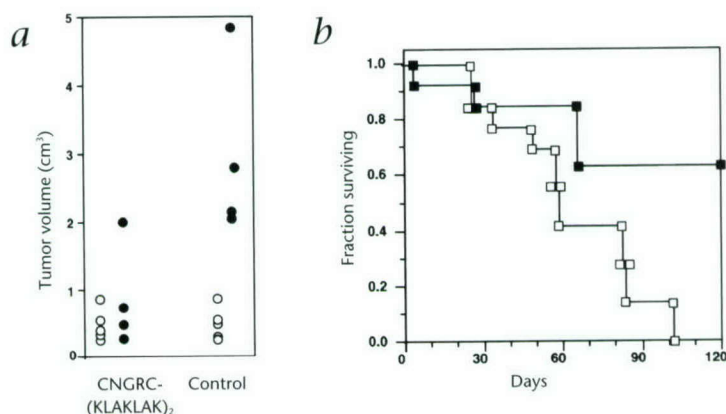 a
Tumor volume (cm³)
5
4
3
2
1
0
CNGRC-
(KLAKLAK)₂
Control
b
Fraction surviving
1.0
0.8
0.6
0.4
0.2
0.0
0
30
60
90
120
Days